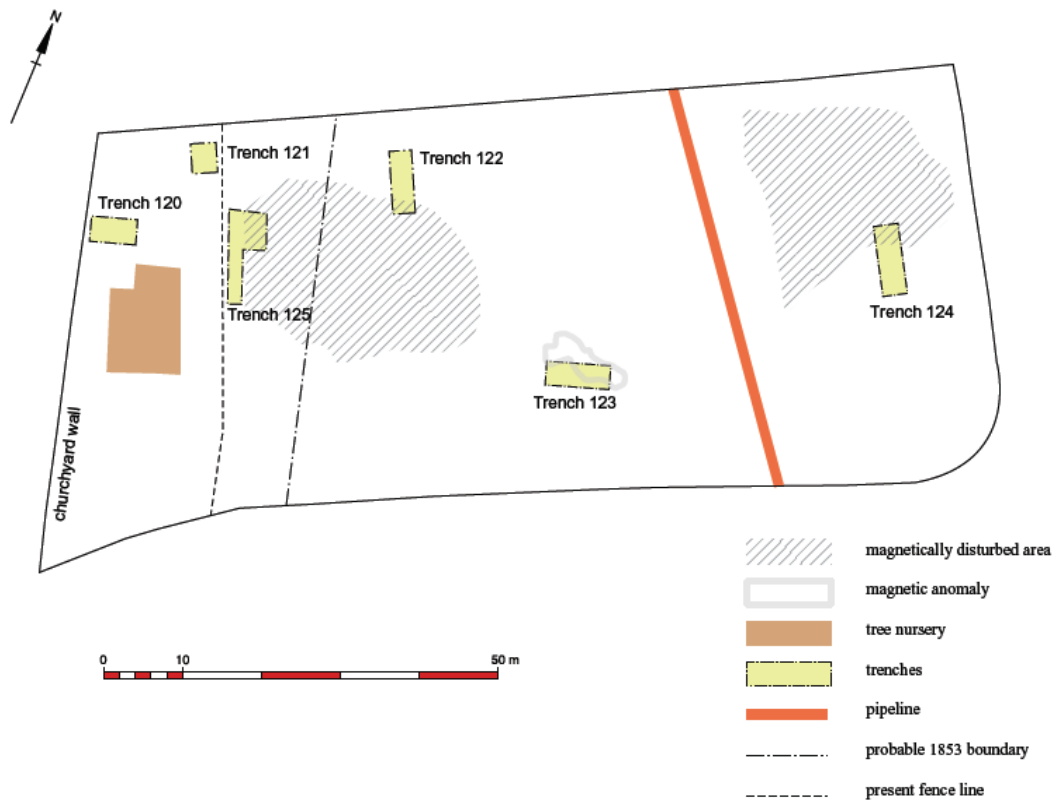 N
Trench 121
Trench 122
Trench 120
Trench 125
Trench 124
Trench 123
churchyard wall
0 10 50 m
magnetically disturbed area
magnetic anomaly
tree nursery
trenches
pipeline
probable 1853 boundary
present fence line